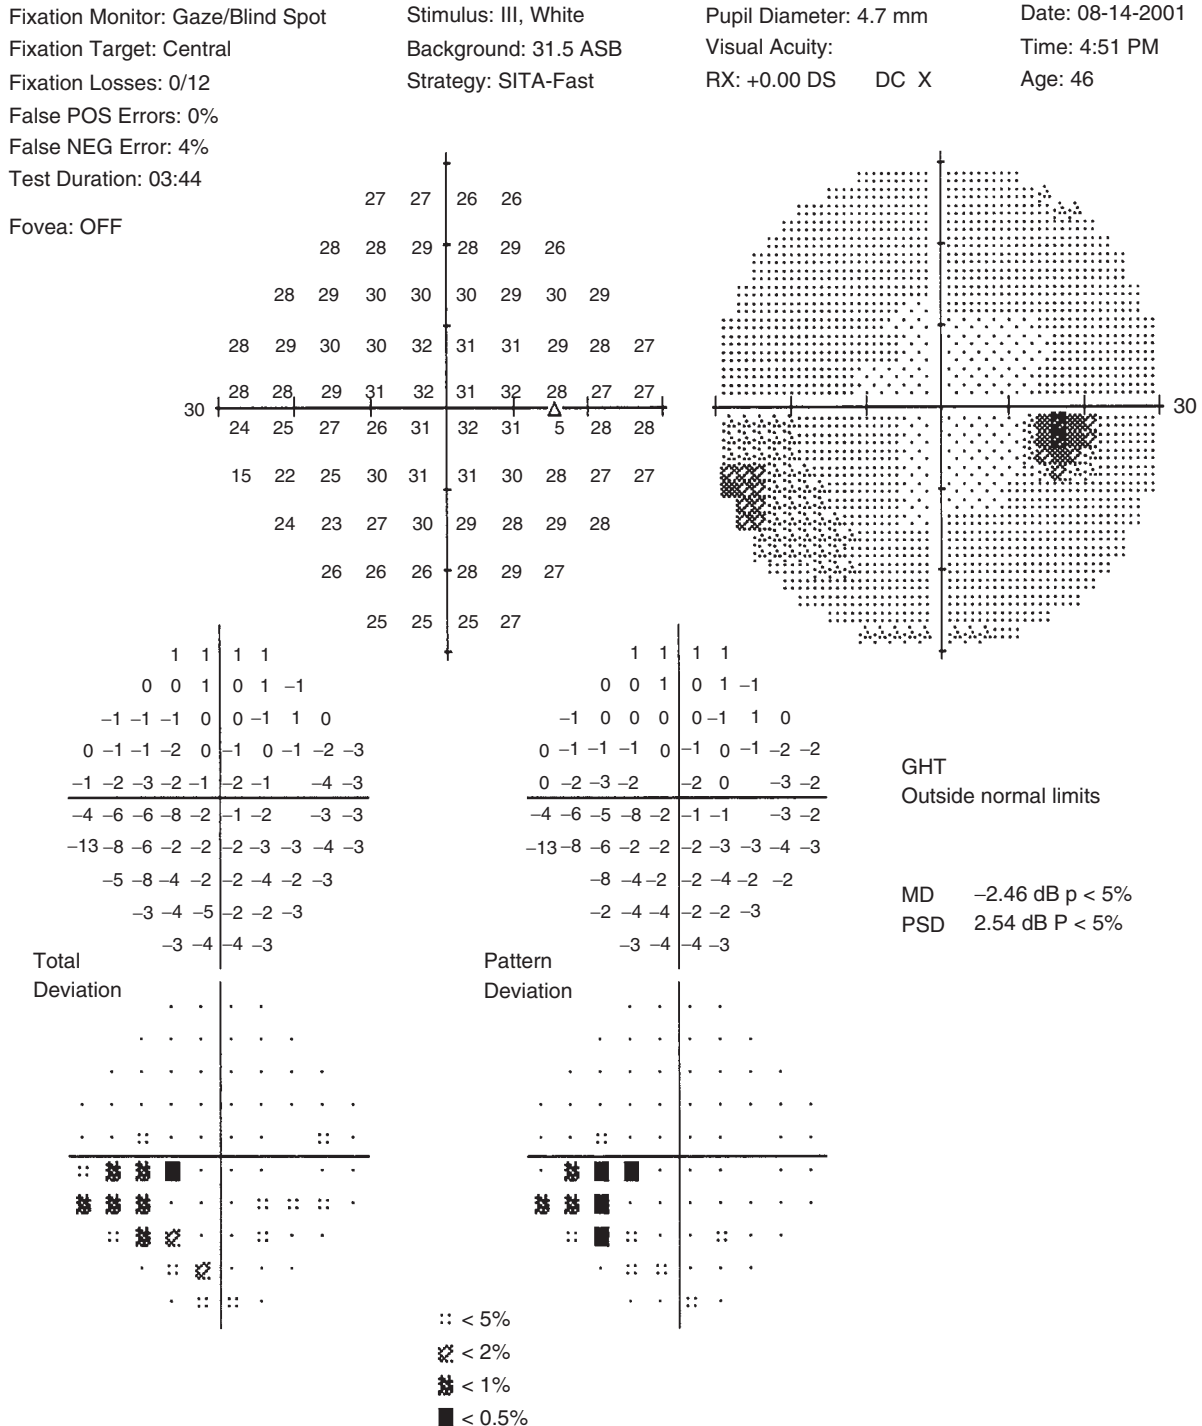 Fixation Monitor: Gaze/Blind Spot
Fixation Target: Central
Fixation Losses: 0/12
False POS Errors: 0%
False NEG Error: 4%
Test Duration: 03:44
Fovea: OFF
Stimulus: III, White
Background: 31.5 ASB
Strategy: SITA-Fast
Pupil Diameter: 4.7 mm
Visual Acuity:
RX: +0.00 DS DC X
Date: 08-14-2001
Time: 4:51 PM
Age: 46
27 27 26 26
28 28 29 28 29 26
28 29 30 30 30 29 30 29
28 29 30 30 32 31 31 29 28 27
28 28 29 31 32 31 32 28 27 27
30
24 25 27 26 31 32 31 5 28 28
15 22 25 30 31 31 30 28 27 27
24 23 27 30 29 28 29 28
26 26 26 28 29 27
25 25 25 27
30
1 1 1 1
0 0 1 0 1 –1
–1 –1 –1 0 0 –1 1 0
0 –1 –1 –2 0 –1 0 –1 –2 –3
–1 –2 –3 –2 –1 –2 –1 –4 –3
–4 –6 –6 –8 –2 –1 –2 –3 –3
–13 –8 –6 –2 –2 –2 –3 –3 –4 –3
–5 –8 –4 –2 –2 –4 –2 –3
–3 –4 –5 –2 –2 –3
–3 –4 –4 –3
Total
Deviation
1 1 1 1
0 0 1 0 1 –1
–1 0 0 0 0 –1 1 0
0 –1 –1 –1 0 –1 0 –1 –2 –2
0 –2 –3 –2 –2 0 –3 –2
–4 –6 –5 –8 –2 –1 –1 –3 –2
–13 –8 –6 –2 –2 –2 –3 –3 –4 –3
–8 –4 –2 –2 –4 –2 –2
–2 –4 –4 –2 –2 –3
–3 –4 –4 –3
Pattern
Deviation
GHT
Outside normal limits
MD –2.46 dB p < 5%
PSD 2.54 dB P < 5%
< 5%
< 2%
< 1%
< 0.5%